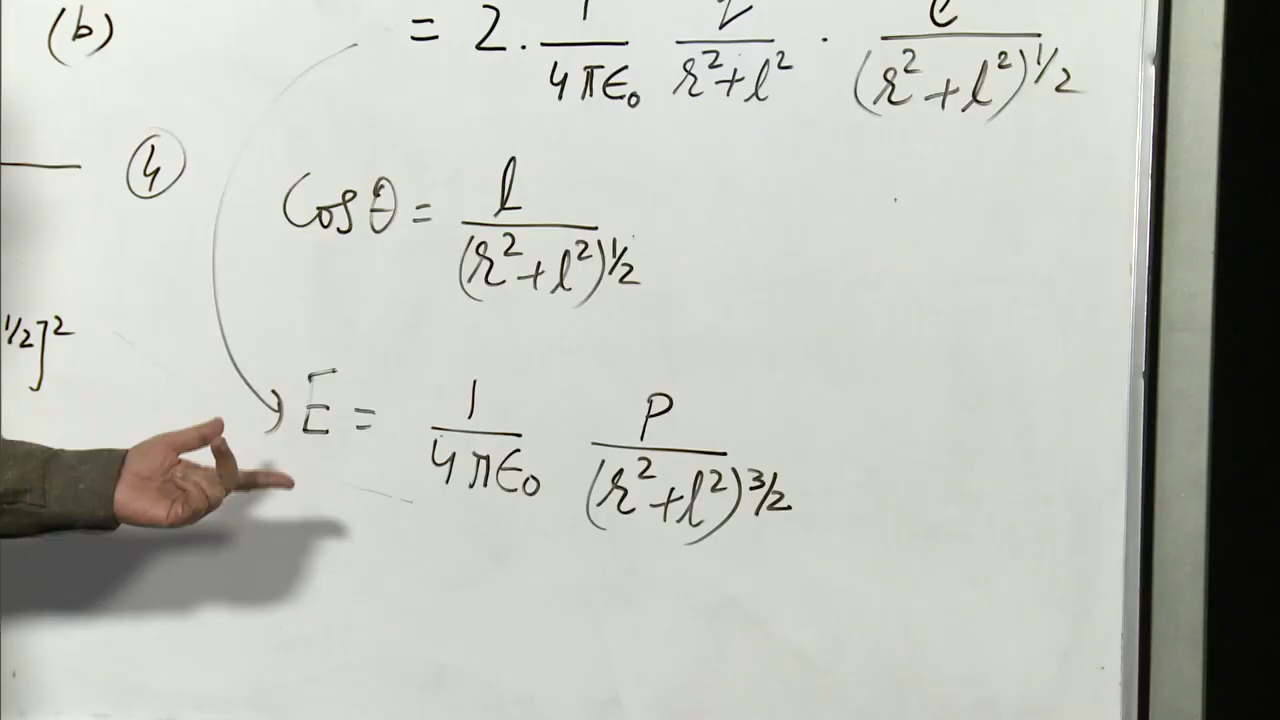 (b)
= 2 · 1/4πϵ₀ q/r²+l² · l/(r²+l²)^1/2
④
Cosθ = l/(r²+l²)^1/2
1/2]²
E = 1/4πϵ₀ P/(r²+l²)^3/2